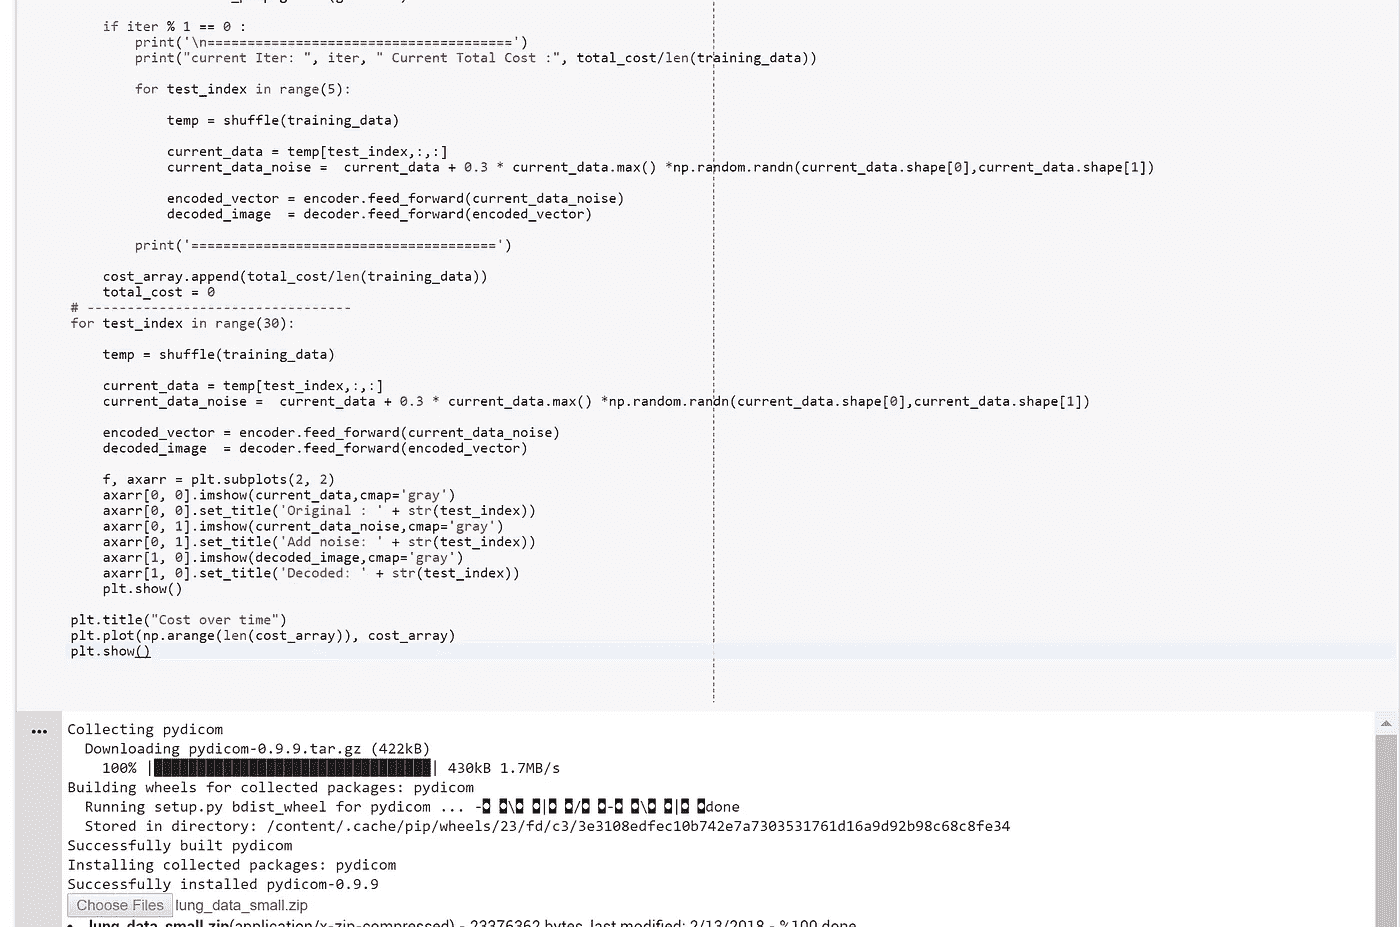 if iter % 1 == 0 :
print('\n======================================')
print("current Iter: ", iter, " Current Total Cost :", total_cost/len(training_data))
for test_index in range(5):
temp = shuffle(training_data)
current_data = temp[test_index,:,:]
current_data_noise =  current_data + 0.3 * current_data.max() *np.random.randn(current_data.shape[0],current_data.shape[1])
encoded_vector = encoder.feed_forward(current_data_noise)
decoded_image  = decoder.feed_forward(encoded_vector)
print('======================================')
cost_array.append(total_cost/len(training_data))
total_cost = 0
# ---------------------------------
for test_index in range(30):
temp = shuffle(training_data)
current_data = temp[test_index,:,:]
current_data_noise =  current_data + 0.3 * current_data.max() *np.random.randn(current_data.shape[0],current_data.shape[1])
encoded_vector = encoder.feed_forward(current_data_noise)
decoded_image  = decoder.feed_forward(encoded_vector)
f, axarr = plt.subplots(2, 2)
axarr[0, 0].imshow(current_data,cmap='gray')
axarr[0, 0].set_title('Original : ' + str(test_index))
axarr[0, 1].imshow(current_data_noise,cmap='gray')
axarr[0, 1].set_title('Add noise: ' + str(test_index))
axarr[1, 0].imshow(decoded_image,cmap='gray')
axarr[1, 0].set_title('Decoded: ' + str(test_index))
plt.show()
plt.title("Cost over time")
plt.plot(np.arange(len(cost_array)), cost_array)
plt.show()
Collecting pydicom
Downloading pydicom-0.9.9.tar.gz (422kB)
100% |████████████████████████████████| 430kB 1.7MB/s
Building wheels for collected packages: pydicom
Running setup.py bdist_wheel for pydicom ... -◘ ◘\◘ ◘|◘ ◘/◘ ◘-◘ ◘\◘ ◘|◘ ◘done
Stored in directory: /content/.cache/pip/wheels/23/fd/c3/3e3108edfec10b742e7a7303531761d16a9d92b98c68c8fe34
Successfully built pydicom
Installing collected packages: pydicom
Successfully installed pydicom-0.9.9
Choose Files lung_data_small.zip
lung_data_small.zip(application/x-zip-compressed) - 23376362 bytes, last modified: 2/13/2018 - %100 done